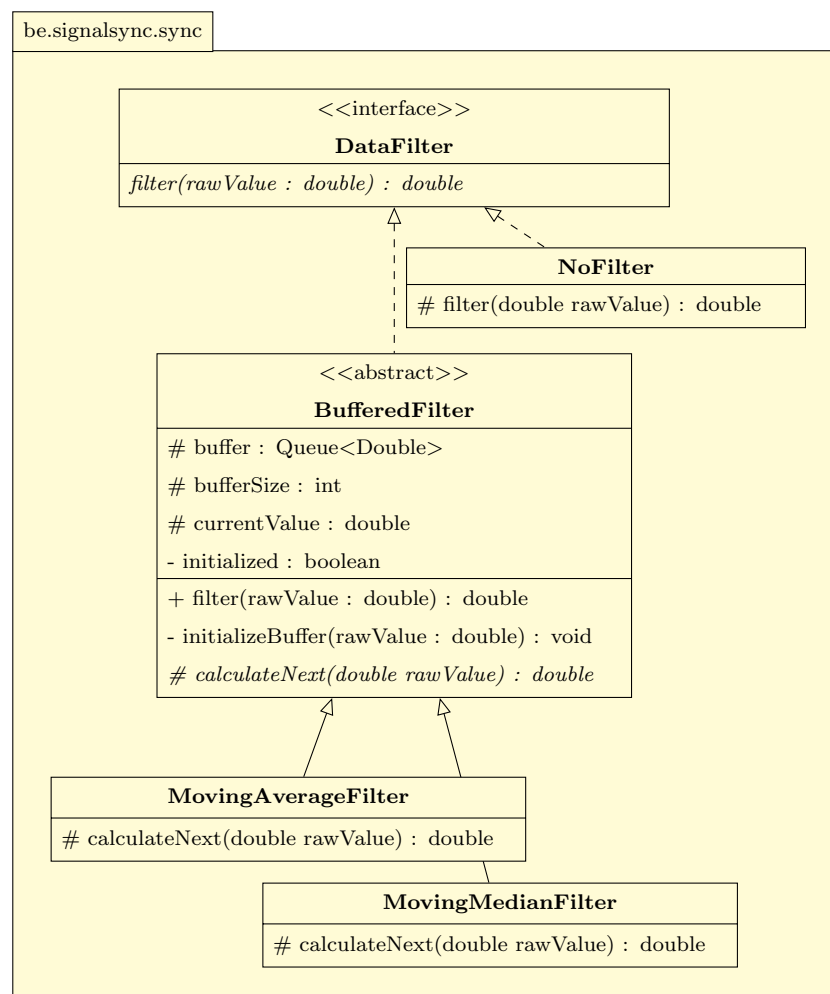 be.signalsync.sync
<<interface>>
DataFilter
filter(rawValue : double) : double
NoFilter
# filter(double rawValue) : double
<<abstract>>
BufferedFilter
# buffer : Queue<Double>
# bufferSize : int
# currentValue : double
- initialized : boolean
+ filter(rawValue : double) : double
- initializeBuffer(rawValue : double) : void
# calculateNext(double rawValue) : double
MovingAverageFilter
# calculateNext(double rawValue) : double
MovingMedianFilter
# calculateNext(double rawValue) : double